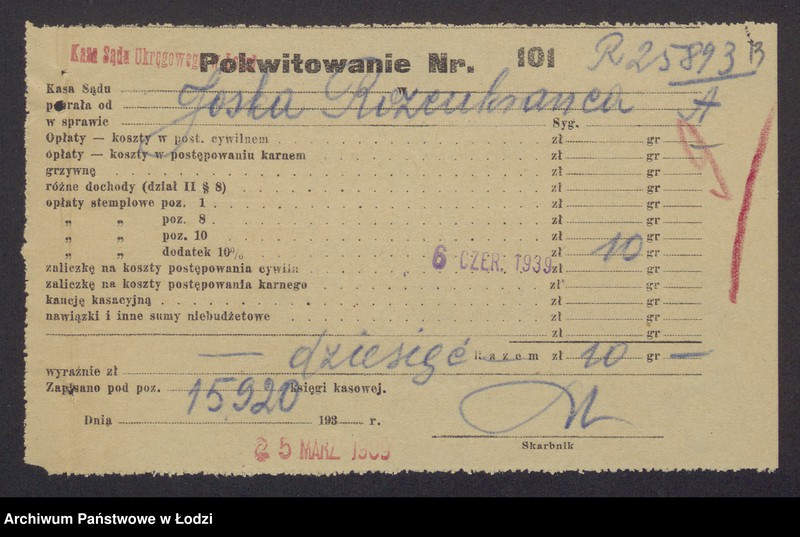 Kasa Sądu Okręgowego
Pokwitowanie Nr. 101 R 25893 B
Kasa Sądu w
pobrała od Joska Rozenkranca A
w sprawie Syg.
Opłaty — koszty w post. cywilnem zł gr —
opłaty — koszty w postępowaniu karnem zł gr
grzywnę zł gr
różne dochody (dział II § 8) zł gr
opłaty stemplowe poz. 1 zł gr
„ „ poz. 8 zł gr
„ „ poz. 10 zł gr
„ „ dodatek 10% zł 10 gr
zaliczkę na koszty postępowania cywiln 6 CZER. 1939 zł gr
zaliczkę na koszty postępowania karnego zł gr
kaucję kasacyjną zł gr
nawiązki i inne sumy niebudżetowe zł gr
zł gr
Razem zł 10 gr —
wyraźnie zł — dziesięć
Zapisano pod poz. 15920 księgi kasowej.
Dnia 193 r.
25 MARZ 1939
Skarbnik
Archiwum Państwowe w Łodzi